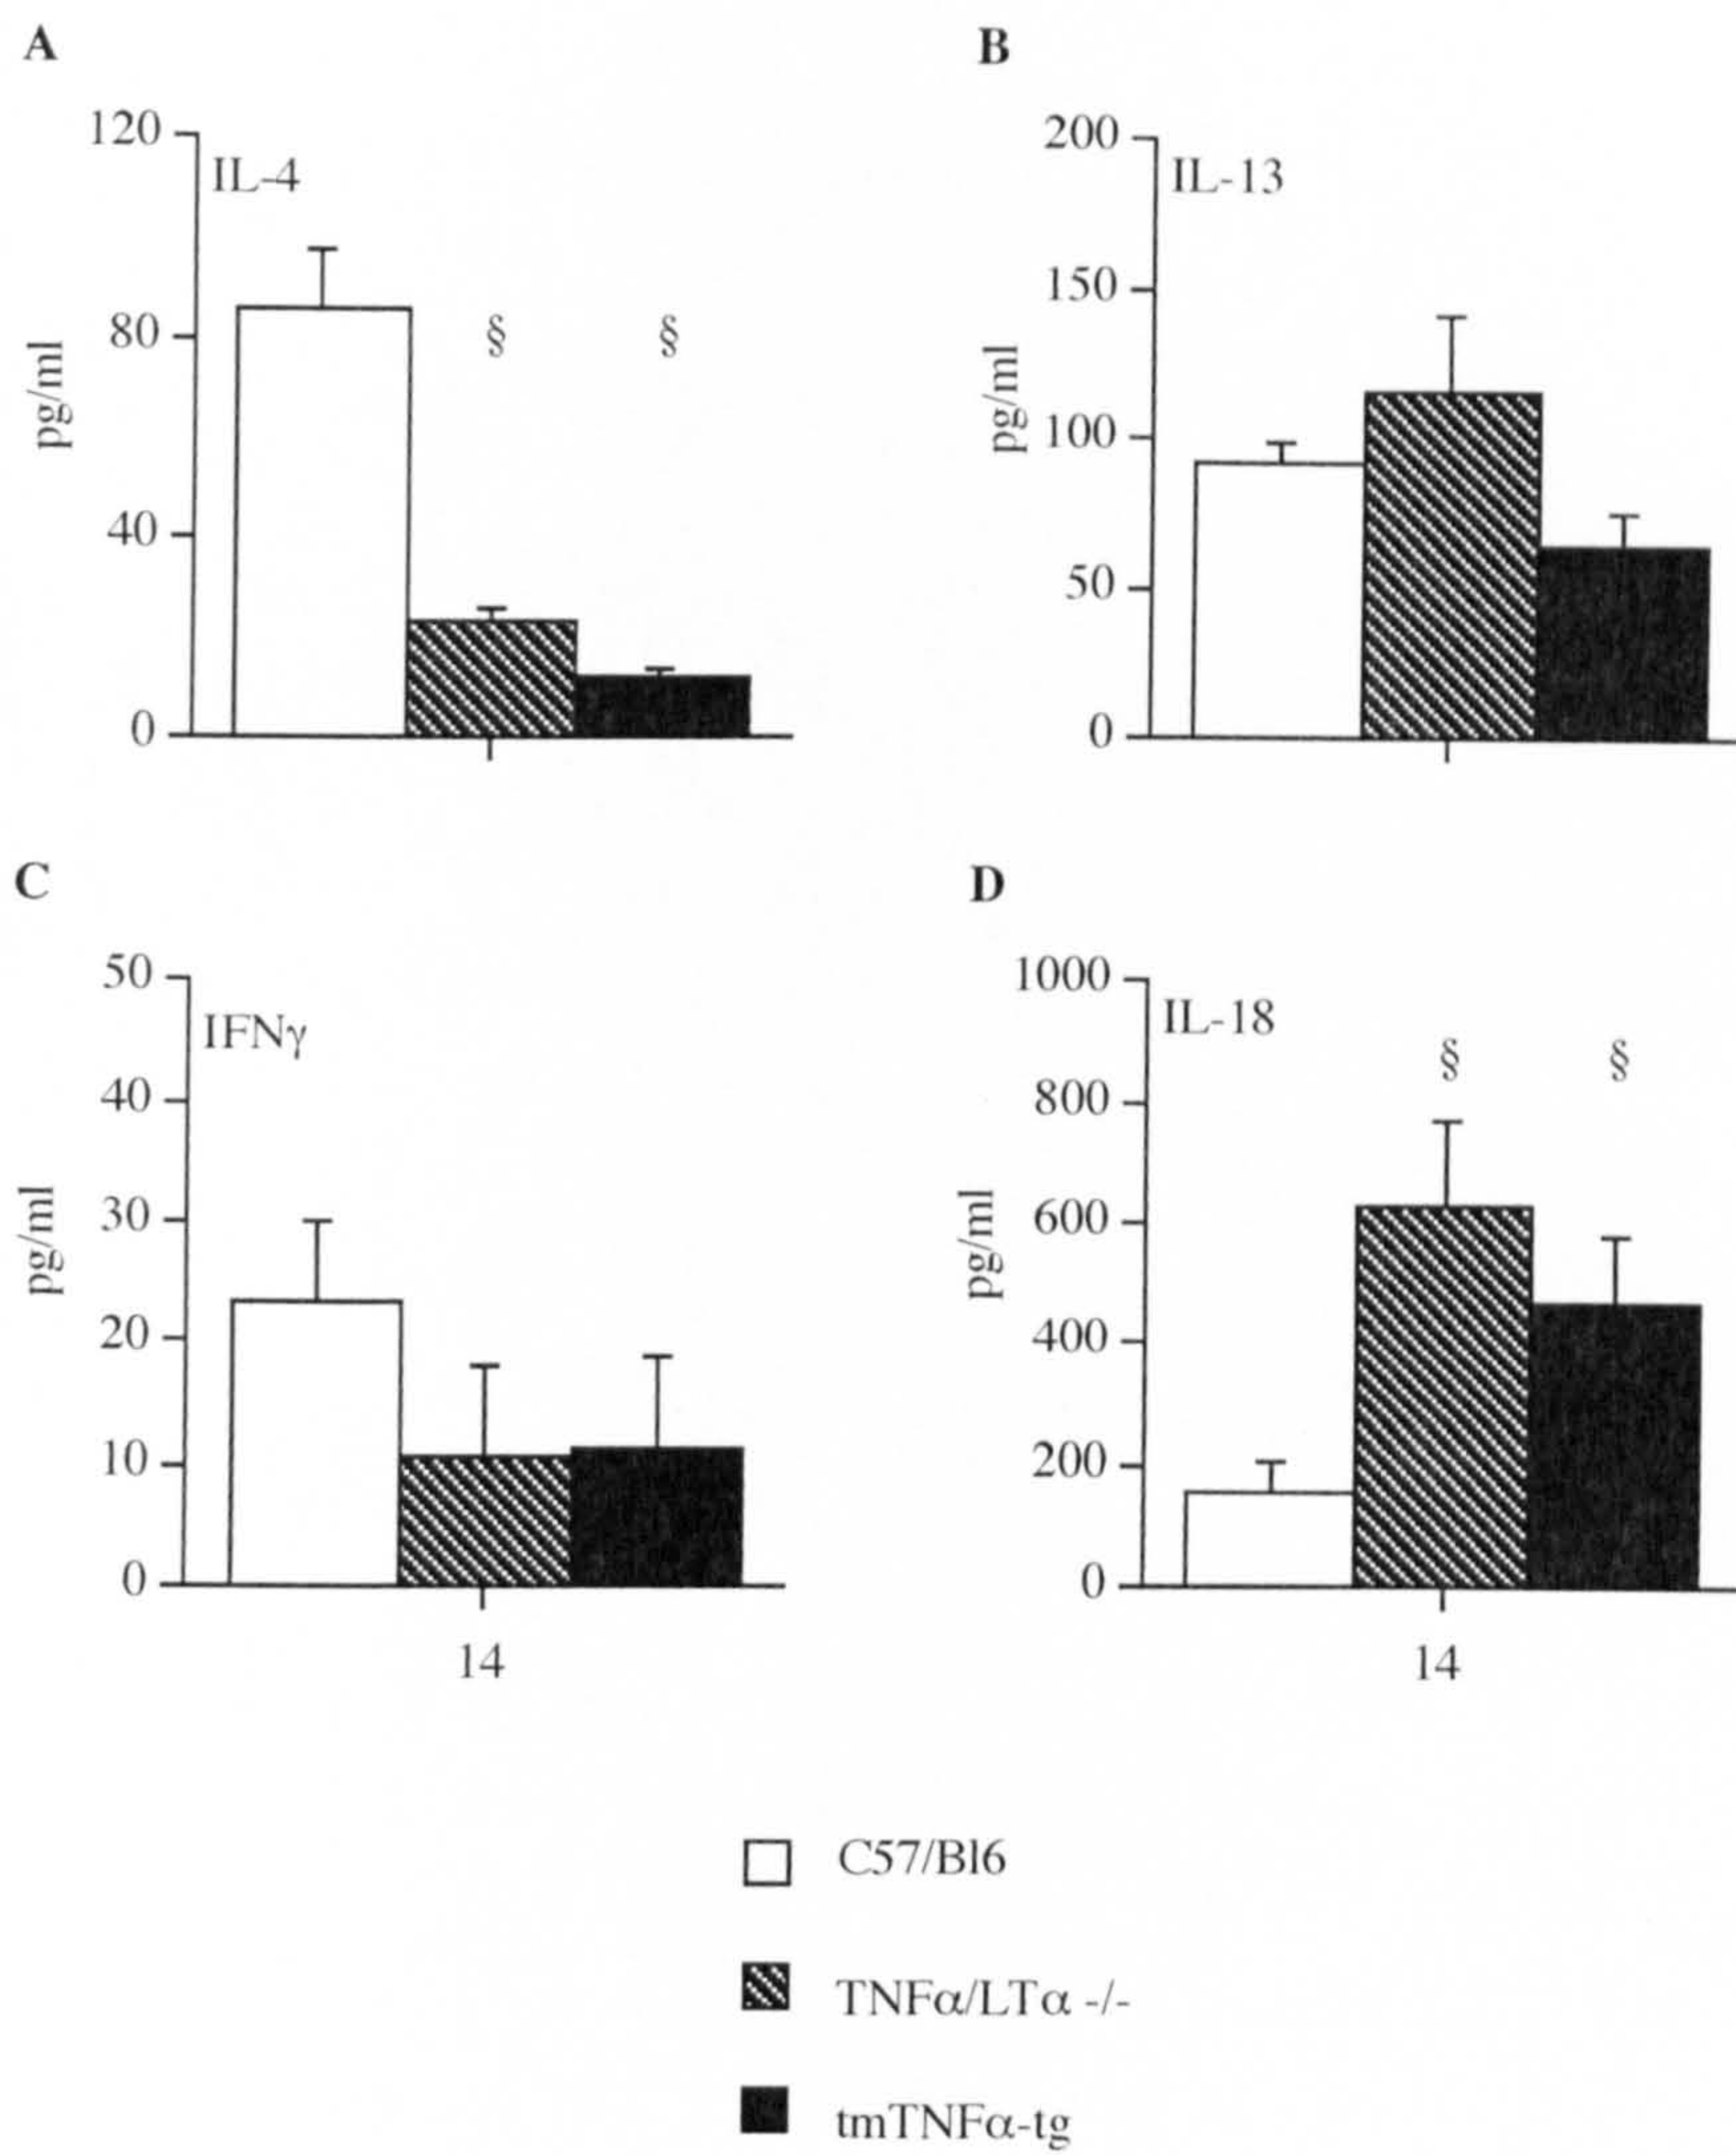 A
120
IL-4
80
§ §
pg/ml
40
0
B
200
IL-13
150
pg/ml
100
50
0
C
50
IFNγ
40
pg/ml
30
20
10
0
14
D
1000
IL-18
§ §
800
pg/ml
600
400
200
0
14
C57/Bl6
TNFα/LTα -/-
tmTNFα-tg